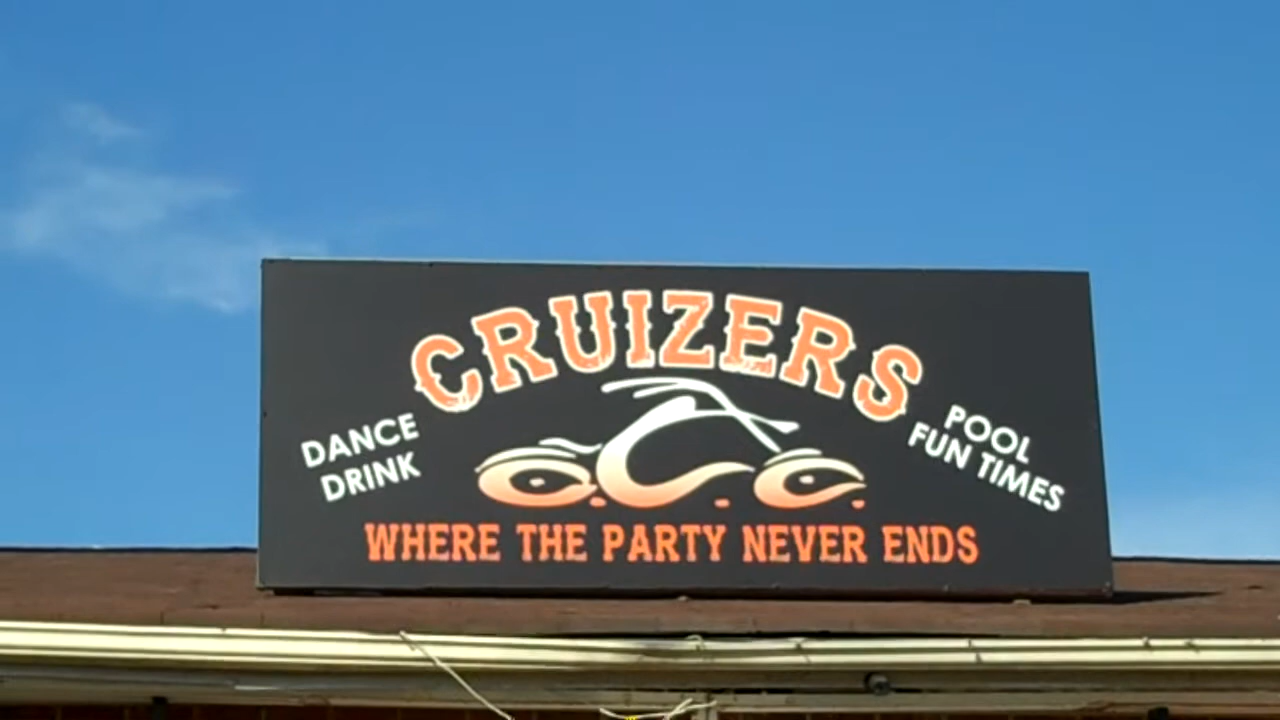 CRUIZERS
DANCE
DRINK
POOL
FUN TIMES
O.C.C.
WHERE THE PARTY NEVER ENDS